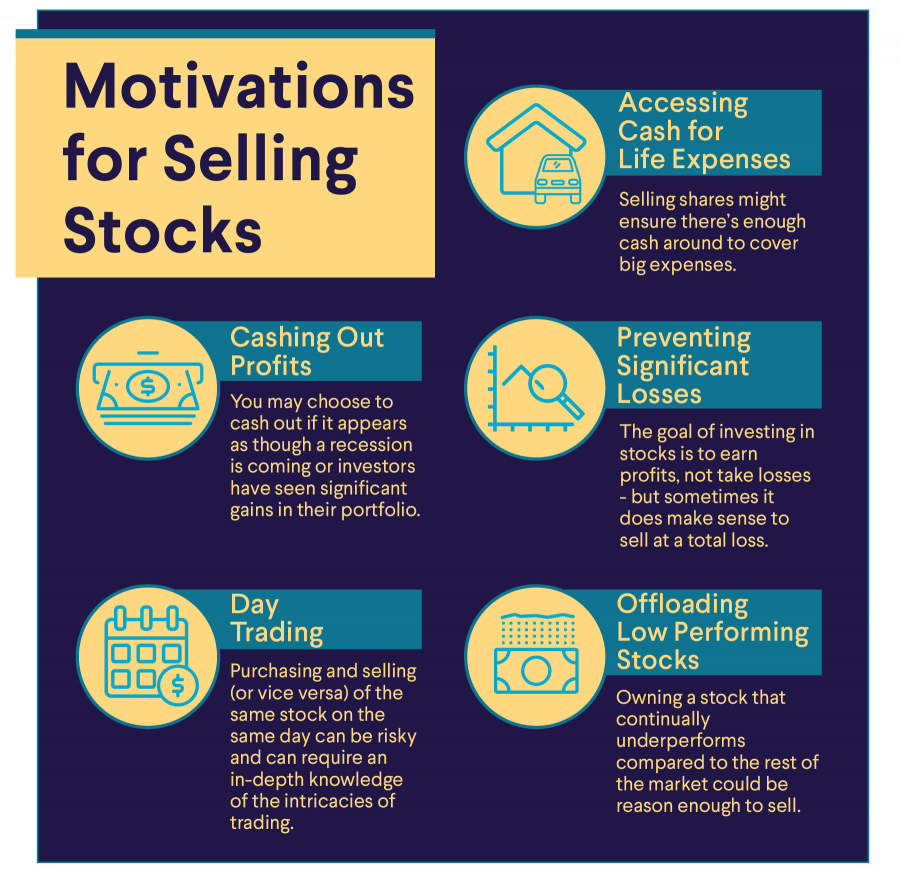 Motivations
for Selling
Stocks
Accessing
Cash for
Life Expenses
Selling shares might
ensure there's enough
cash around to cover
big expenses.
Cashing Out
Profits
$
You may choose to
cash out if it appears
as though a recession
is coming or investors
have seen significant
gains in their portfolio.
Preventing
Significant
Losses
The goal of investing in
stocks is to earn
profits, not take losses
- but sometimes it
does make sense to
sell at a total loss.
Day
Trading
$
Purchasing and selling
(or vice versa) of the
same stock on the
same day can be risky
and can require an
in-depth knowledge
of the intricacies of
trading.
Offloading
Low Performing
Stocks
Owning a stock that
continually
underperforms
compared to the rest of
the market could be
reason enough to sell.